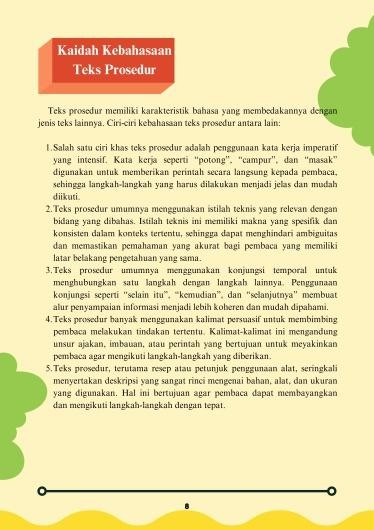 Kaidah Kebahasaan
Teks Prosedur
Teks prosedur memiliki karakteristik bahasa yang membedakannya dengan
jenis teks lainnya. Ciri-ciri kebahasaan teks prosedur antara lain:
1.Salah satu ciri khas teks prosedur adalah penggunaan kata kerja imperatif
yang intensif. Kata kerja seperti “potong”, “campur”, dan “masak”
digunakan untuk memberikan perintah secara langsung kepada pembaca,
sehingga langkah-langkah yang harus dilakukan menjadi jelas dan mudah
diikuti.
2.Teks prosedur umumnya menggunakan istilah teknis yang relevan dengan
bidang yang dibahas. Istilah teknis ini memiliki makna yang spesifik dan
konsisten dalam konteks tertentu, sehingga dapat menghindari ambiguitas
dan memastikan pemahaman yang akurat bagi pembaca yang memiliki
latar belakang pengetahuan yang sama.
3.Teks prosedur umumnya menggunakan konjungsi temporal untuk
menghubungkan satu langkah dengan langkah lainnya. Penggunaan
konjungsi seperti “selain itu”, “kemudian”, dan “selanjutnya” membuat
alur penyampaian informasi menjadi lebih koheren dan mudah dipahami.
4.Teks prosedur banyak menggunakan kalimat persuasif untuk membimbing
pembaca melakukan tindakan tertentu. Kalimat-kalimat ini mengandung
unsur ajakan, imbauan, atau perintah yang bertujuan untuk meyakinkan
pembaca agar mengikuti langkah-langkah yang diberikan.
5.Teks prosedur, terutama resep atau petunjuk penggunaan alat, seringkali
menyertakan deskripsi yang sangat rinci mengenai bahan, alat, dan ukuran
yang digunakan. Hal ini bertujuan agar pembaca dapat membayangkan
dan mengikuti langkah-langkah dengan tepat.
8